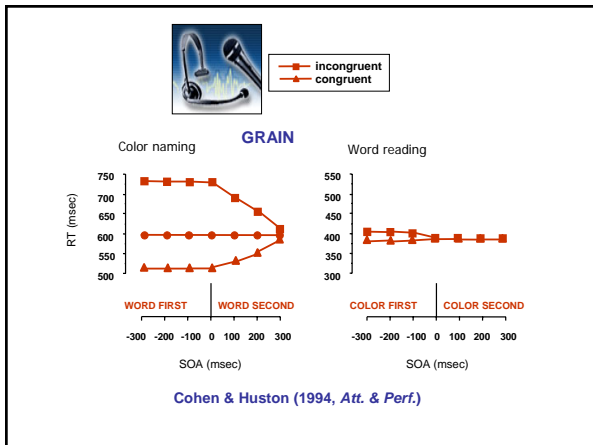 incongruent
congruent
GRAIN
Color naming
Word reading
RT (msec)
750
700
650
600
550
500
550
500
450
400
350
300
WORD FIRST WORD SECOND
COLOR FIRST COLOR SECOND
-300 -200 -100 0 100 200 300
-300 -200 -100 0 100 200 300
SOA (msec)
SOA (msec)
Cohen & Huston (1994, Att. & Perf.)